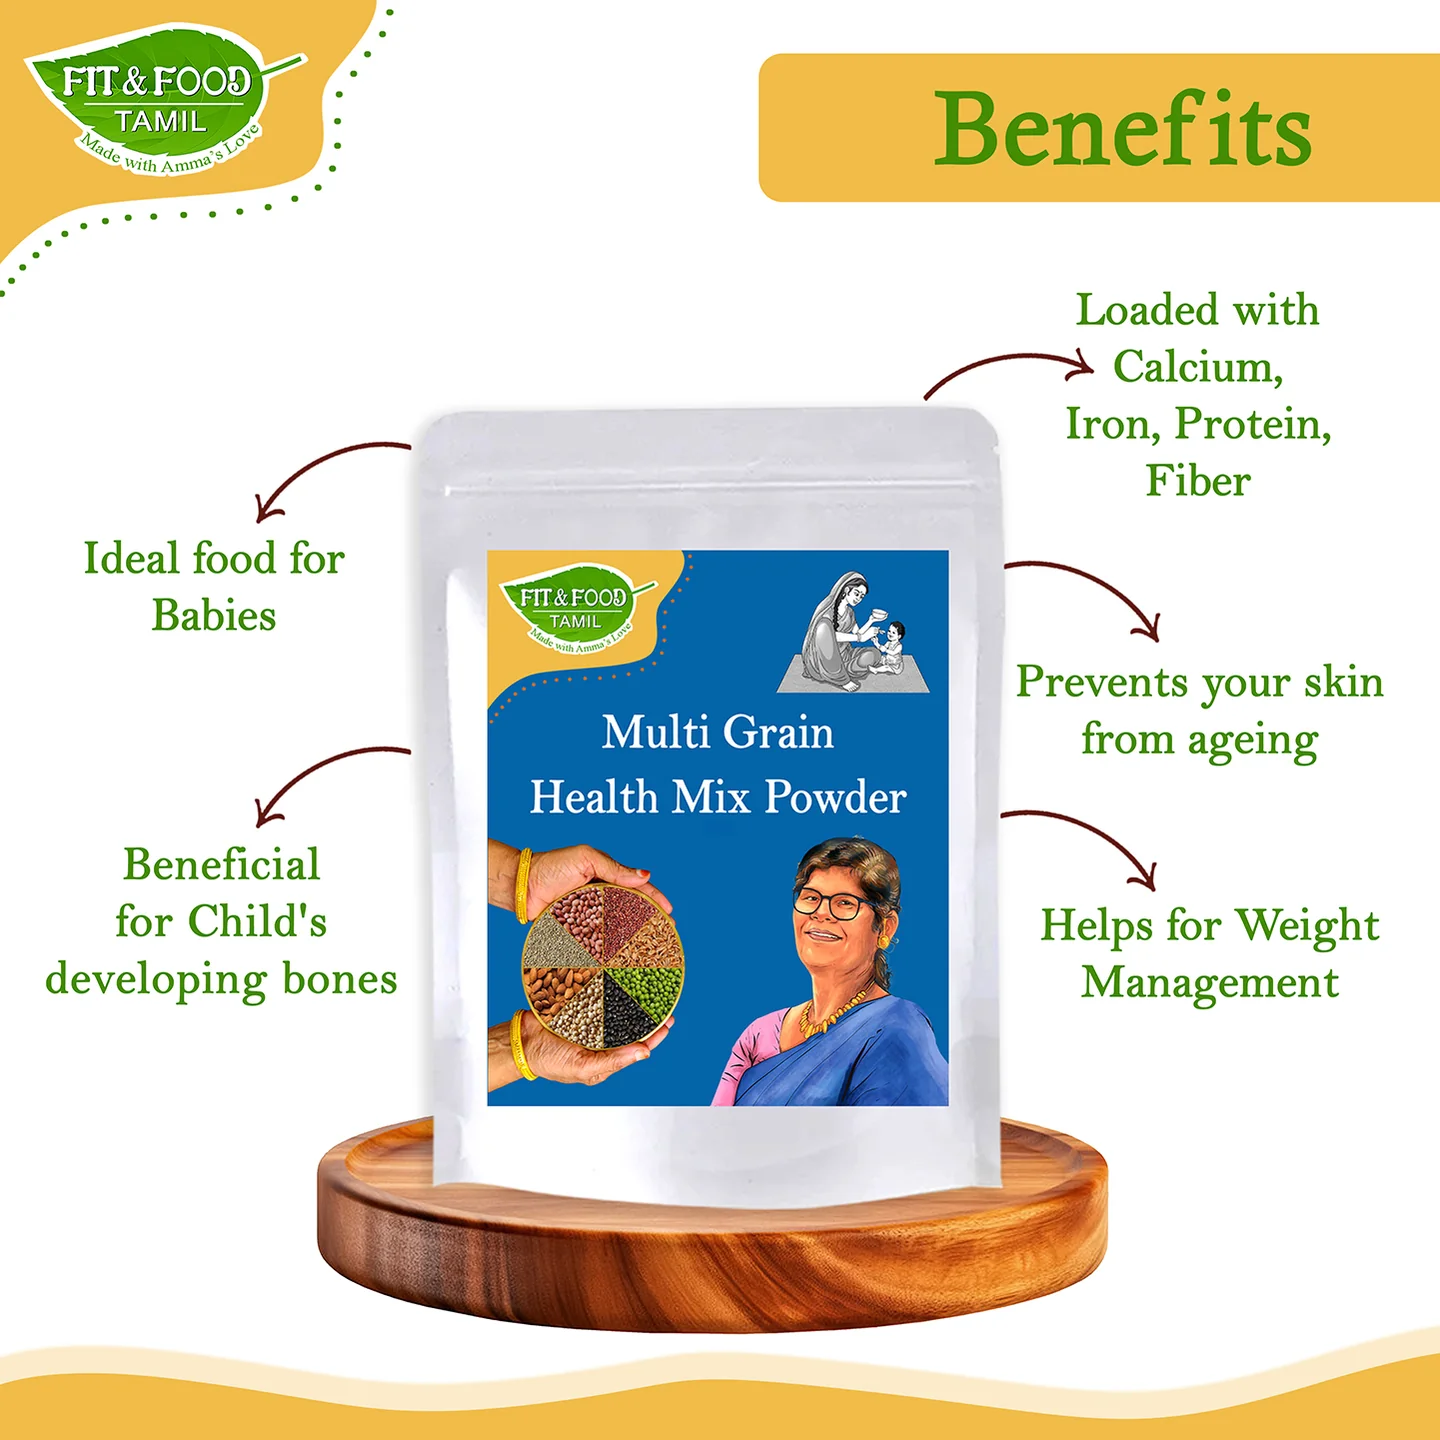 FIT & FOOD
TAMIL
Made with Amma's Love
Benefits
Loaded with
Calcium,
Iron, Protein,
Fiber
Ideal food for
Babies
Prevents your skin
from ageing
Beneficial
for Child's
developing bones
Helps for Weight
Management
FIT & FOOD
TAMIL
Made with Amma's Love
Multi Grain
Health Mix Powder